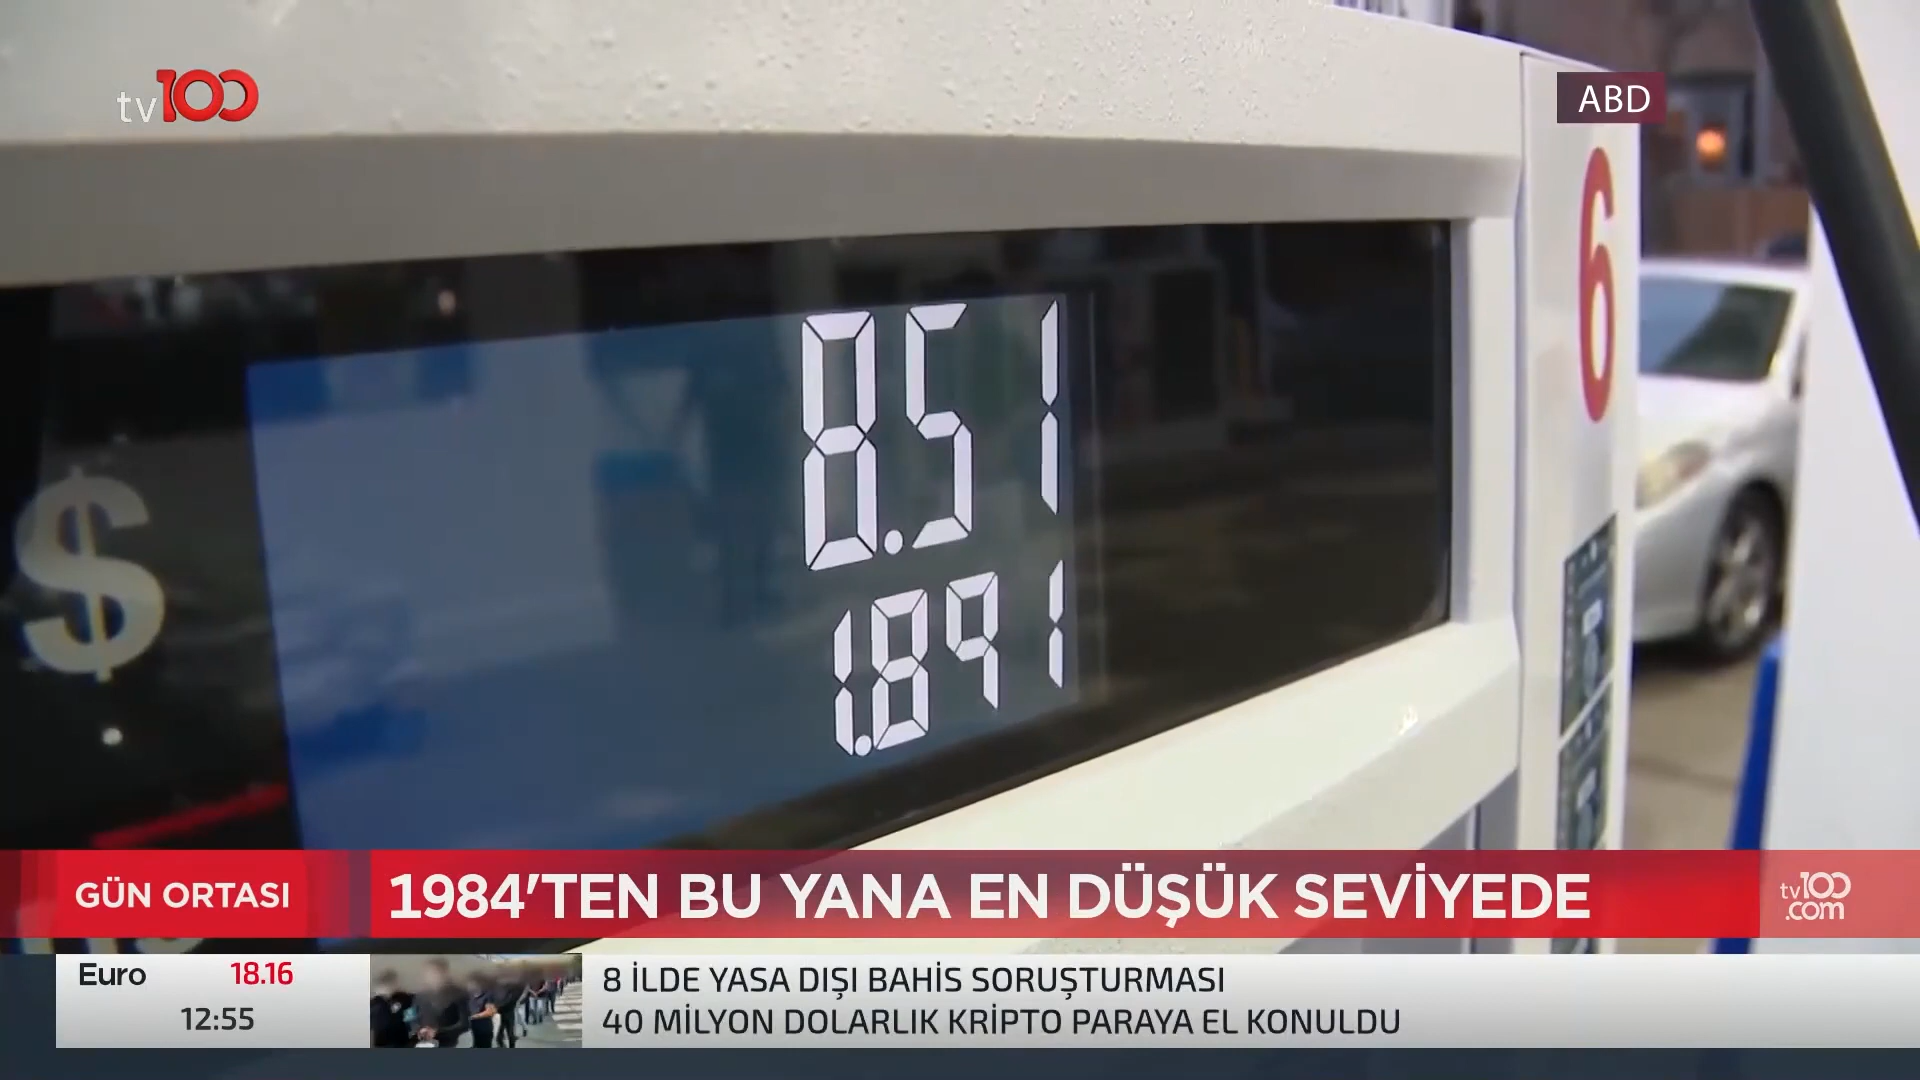 tv100
ABD
6
8.51
1.891
$
GÜN ORTASI
1984'TEN BU YANA EN DÜŞÜK SEVİYEDE
tv100
.com
Euro 18.16
12:55
8 İLDE YASA DIŞI BAHİS SORUŞTURMASI
40 MİLYON DOLARLIK KRİPTO PARAYA EL KONULDU